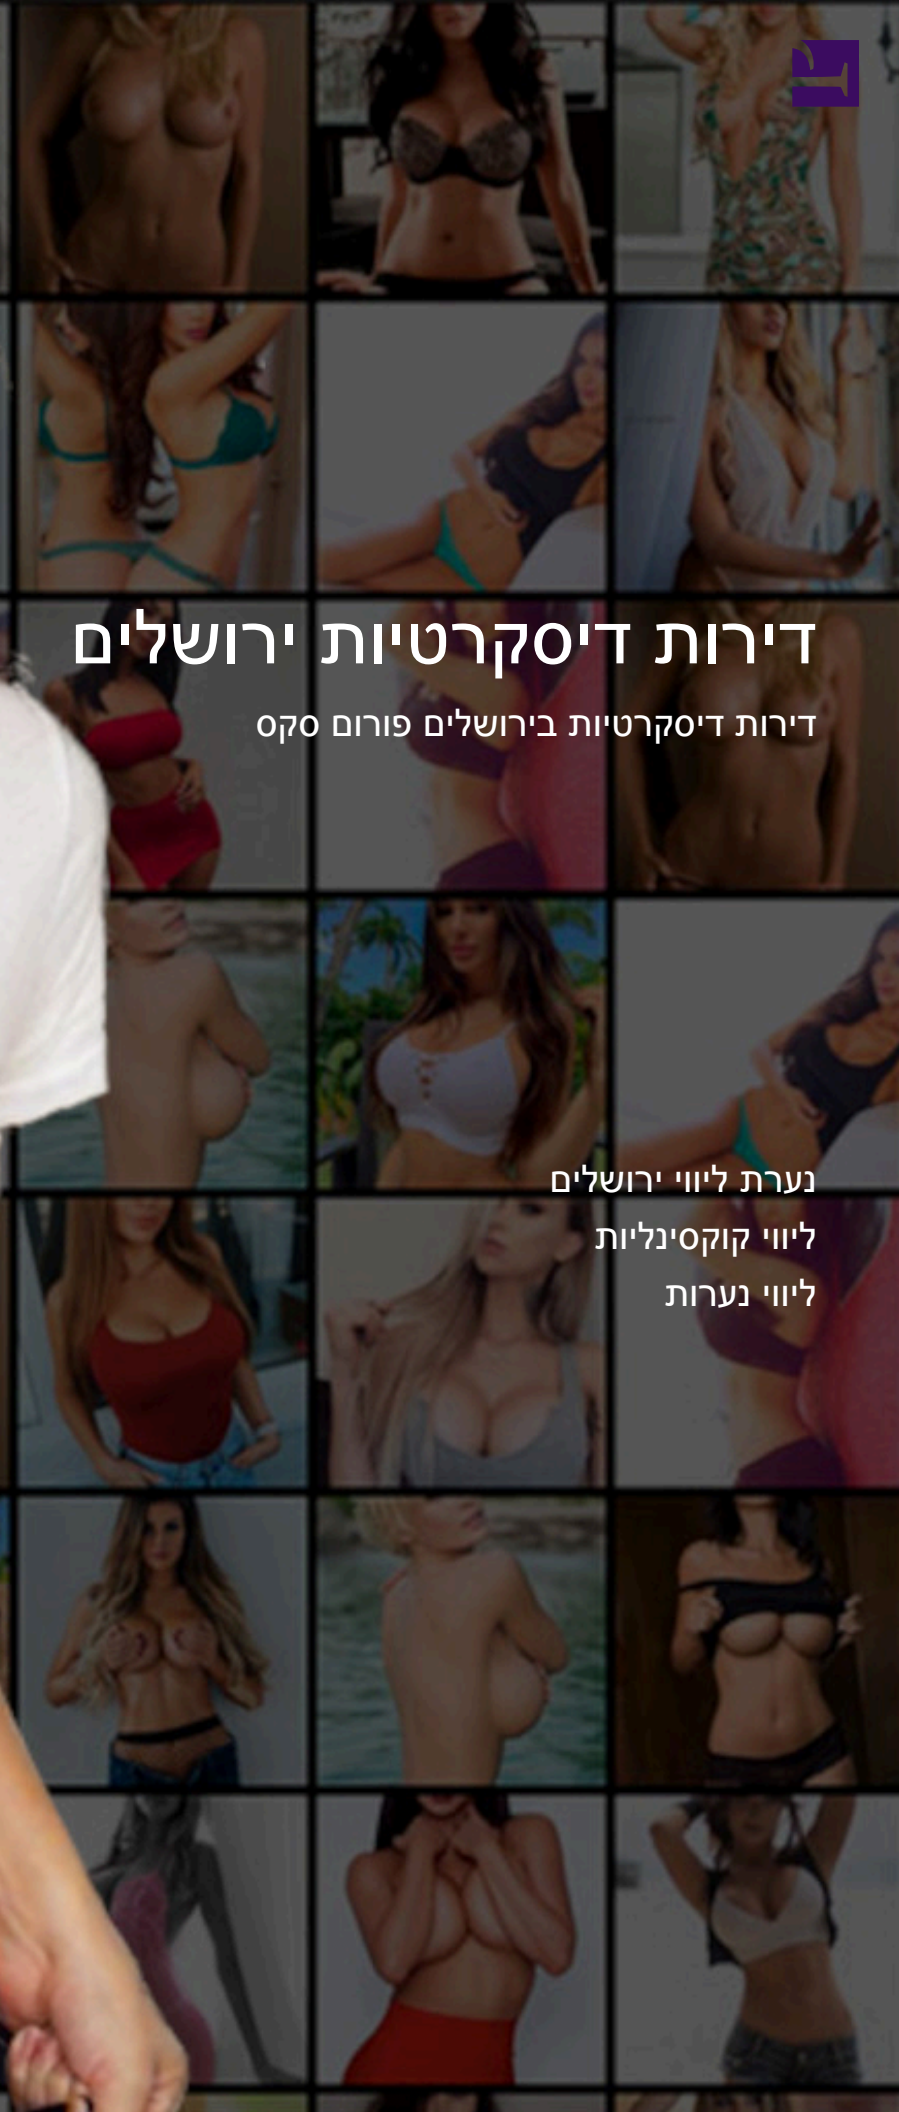 דירות דיסקרטיות ירושלים
דירות דיסקרטיות בירושלים פורום סקס
נערת ליווי ירושלים
ליווי קוקסינליות
ליווי נערות